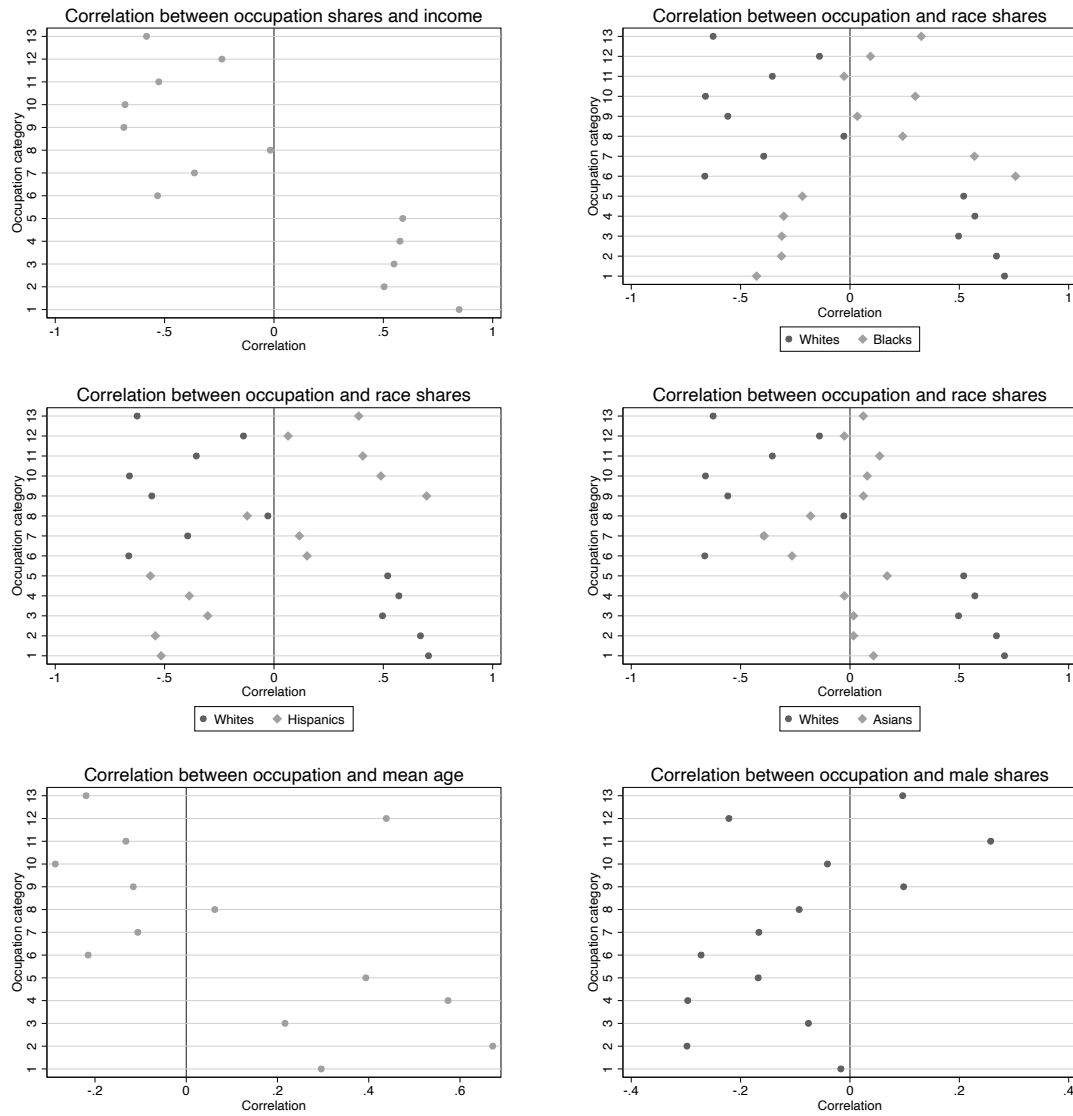 Correlation between occupation shares and income
Occupation category
13
12
11
10
9
8
7
6
5
4
3
2
1
-1 -.5 0 .5 1
Correlation
Correlation between occupation and race shares
Occupation category
13
12
11
10
9
8
7
6
5
4
3
2
1
-1 -.5 0 .5 1
Correlation
Whites Blacks
Correlation between occupation and race shares
Occupation category
13
12
11
10
9
8
7
6
5
4
3
2
1
-1 -.5 0 .5 1
Correlation
Whites Hispanics
Correlation between occupation and race shares
Occupation category
13
12
11
10
9
8
7
6
5
4
3
2
1
-1 -.5 0 .5 1
Correlation
Whites Asians
Correlation between occupation and mean age
Occupation category
13
12
11
10
9
8
7
6
5
4
3
2
1
-.2 0 .2 .4 .6
Correlation
Correlation between occupation and male shares
Occupation category
13
12
11
10
9
8
7
6
5
4
3
2
1
-.4 -.2 0 .2 .4
Correlation